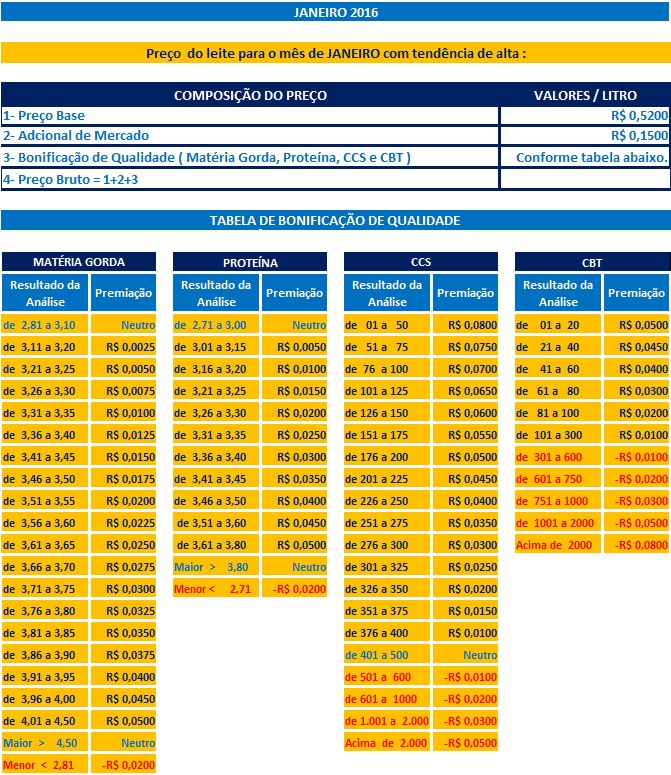 JANEIRO 2016
Preço do leite para o mês de JANEIRO com tendência de alta :
COMPOSIÇÃO DO PREÇO VALORES / LITRO
1- Preço Base R$ 0,5200
2- Adcional de Mercado R$ 0,1500
3- Bonificação de Qualidade ( Matéria Gorda, Proteína, CCS e CBT ) Conforme tabela abaixo.
4- Preço Bruto = 1+2+3
TABELA DE BONIFICAÇÃO DE QUALIDADE
MATÉRIA GORDA
Resultado da Análise Premiação
de 2,81 a 3,10 Neutro
de 3,11 a 3,20 R$ 0,0025
de 3,21 a 3,25 R$ 0,0050
de 3,26 a 3,30 R$ 0,0075
de 3,31 a 3,35 R$ 0,0100
de 3,36 a 3,40 R$ 0,0125
de 3,41 a 3,45 R$ 0,0150
de 3,46 a 3,50 R$ 0,0175
de 3,51 a 3,55 R$ 0,0200
de 3,56 a 3,60 R$ 0,0225
de 3,61 a 3,65 R$ 0,0250
de 3,66 a 3,70 R$ 0,0275
de 3,71 a 3,75 R$ 0,0300
de 3,76 a 3,80 R$ 0,0325
de 3,81 a 3,85 R$ 0,0350
de 3,86 a 3,90 R$ 0,0375
de 3,91 a 3,95 R$ 0,0400
de 3,96 a 4,00 R$ 0,0450
de 4,01 a 4,50 R$ 0,0500
Maior > 4,50 Neutro
Menor < 2,81 -R$ 0,0200
PROTEÍNA
Resultado da Análise Premiação
de 2,71 a 3,00 Neutro
de 3,01 a 3,15 R$ 0,0050
de 3,16 a 3,20 R$ 0,0100
de 3,21 a 3,25 R$ 0,0150
de 3,26 a 3,30 R$ 0,0200
de 3,31 a 3,35 R$ 0,0250
de 3,36 a 3,40 R$ 0,0300
de 3,41 a 3,45 R$ 0,0350
de 3,46 a 3,50 R$ 0,0400
de 3,51 a 3,60 R$ 0,0450
de 3,61 a 3,80 R$ 0,0500
Maior > 3,80 Neutro
Menor < 2,71 -R$ 0,0200
CCS
Resultado da Análise Premiação
de 01 a 50 R$ 0,0800
de 51 a 75 R$ 0,0750
de 76 a 100 R$ 0,0700
de 101 a 125 R$ 0,0650
de 126 a 150 R$ 0,0600
de 151 a 175 R$ 0,0550
de 176 a 200 R$ 0,0500
de 201 a 225 R$ 0,0450
de 226 a 250 R$ 0,0400
de 251 a 275 R$ 0,0350
de 276 a 300 R$ 0,0300
de 301 a 325 R$ 0,0250
de 326 a 350 R$ 0,0200
de 351 a 375 R$ 0,0150
de 376 a 400 R$ 0,0100
de 401 a 500 Neutro
de 501 a 600 -R$ 0,0100
de 601 a 1000 -R$ 0,0200
de 1.001 a 2.000 -R$ 0,0300
Acima de 2.000 -R$ 0,0500
CBT
Resultado da Análise Premiação
de 01 a 20 R$ 0,0500
de 21 a 40 R$ 0,0450
de 41 a 60 R$ 0,0400
de 61 a 80 R$ 0,0300
de 81 a 100 R$ 0,0200
de 101 a 300 R$ 0,0100
de 301 a 600 -R$ 0,0100
de 601 a 750 -R$ 0,0200
de 751 a 1000 -R$ 0,0300
de 1001 a 2000 -R$ 0,0500
Acima de 2000 -R$ 0,0800